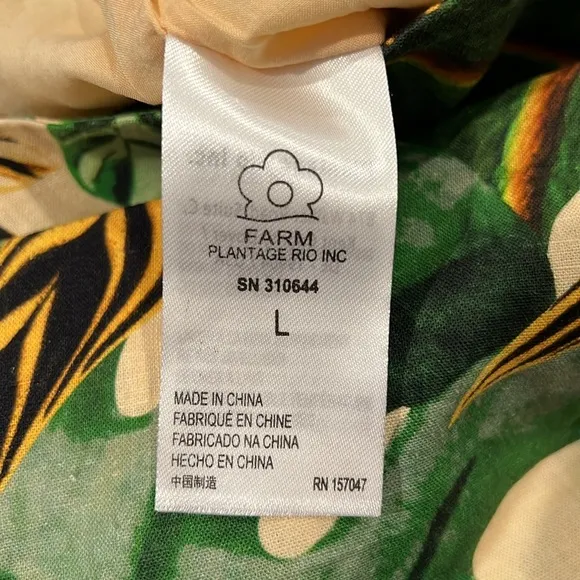 FARM
PLANTAGE RIO INC
SN 310644
L
MADE IN CHINA
FABRIQUÉ EN CHINE
FABRICADO NA CHINA
HECHO EN CHINA
中国制造 RN 157047